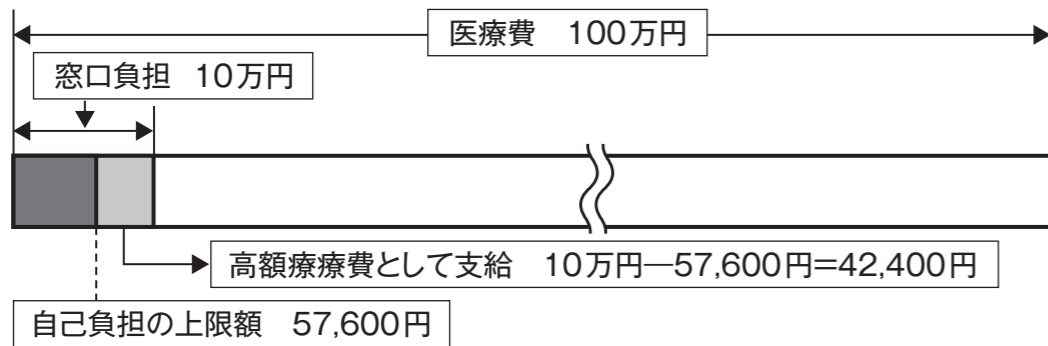 医療費　100万円
窓口負担　10万円
高額療療費として支給　10万円―57,600円=42,400円
自己負担の上限額　57,600円